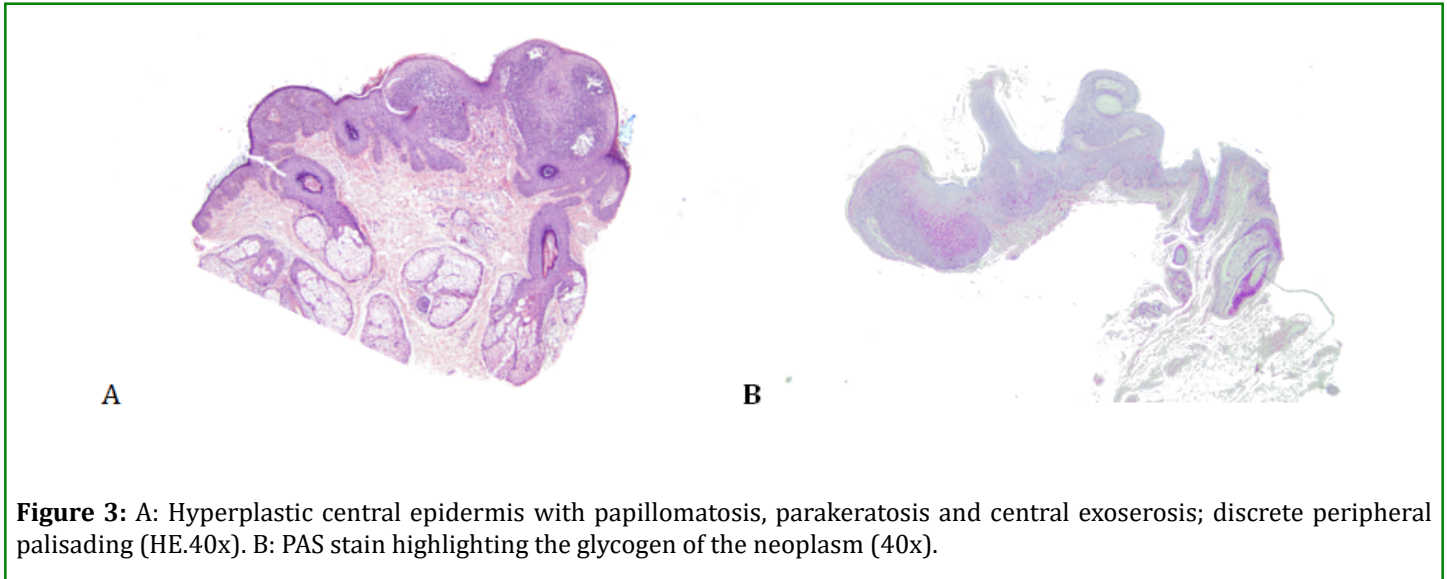 A
B
Figure 3: A: Hyperplastic central epidermis with papillomatosis, parakeratosis and central exoserosis; discrete peripheral
palisading (HE.40x). B: PAS stain highlighting the glycogen of the neoplasm (40x).